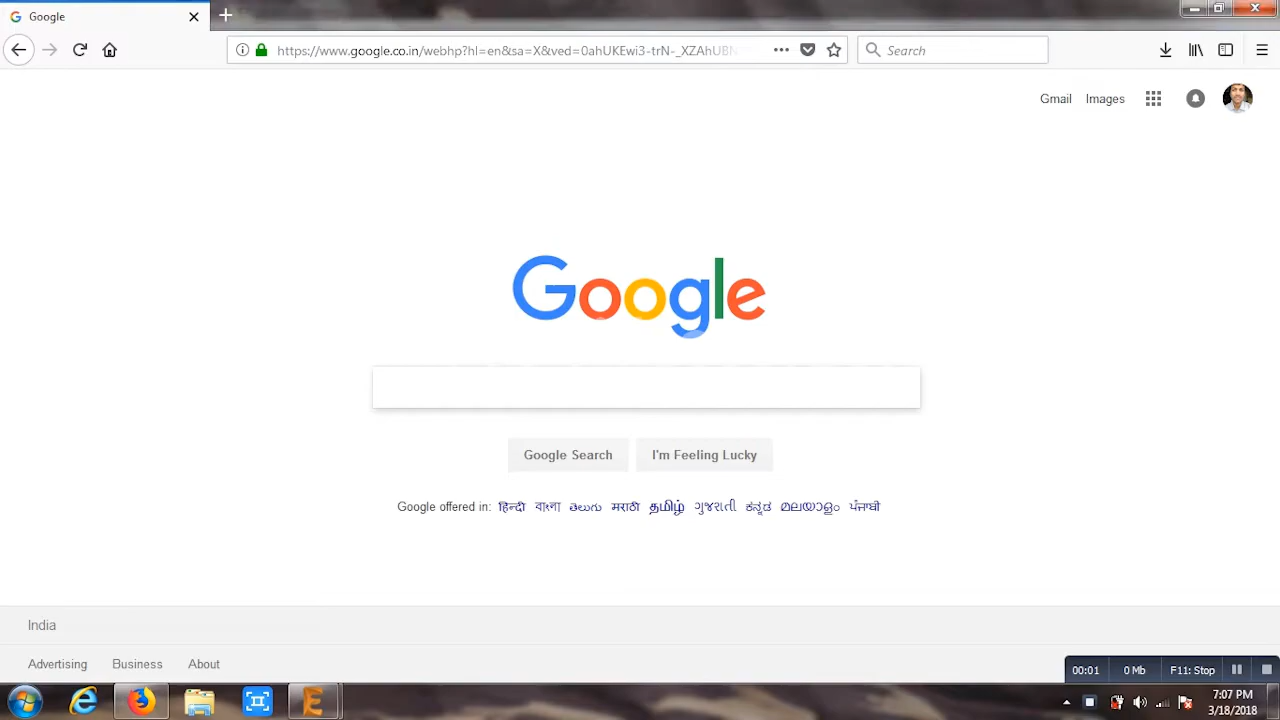 Google
https://www.google.co.in/webhp?hl=en&sa=X&ved=0ahUKEwi3-trN-_XZAhUBN
Search
Gmail Images
Google
Google Search I'm Feeling Lucky
Google offered in: हिन्दी বাংলা తెలుగు मराठी தமிழ் ગુજરાતી ಕನ್ನಡ മലയാളം ਪੰਜਾਬੀ
India
Advertising Business About
00:01 0 Mb F11: Stop
7:07 PM
3/18/2018